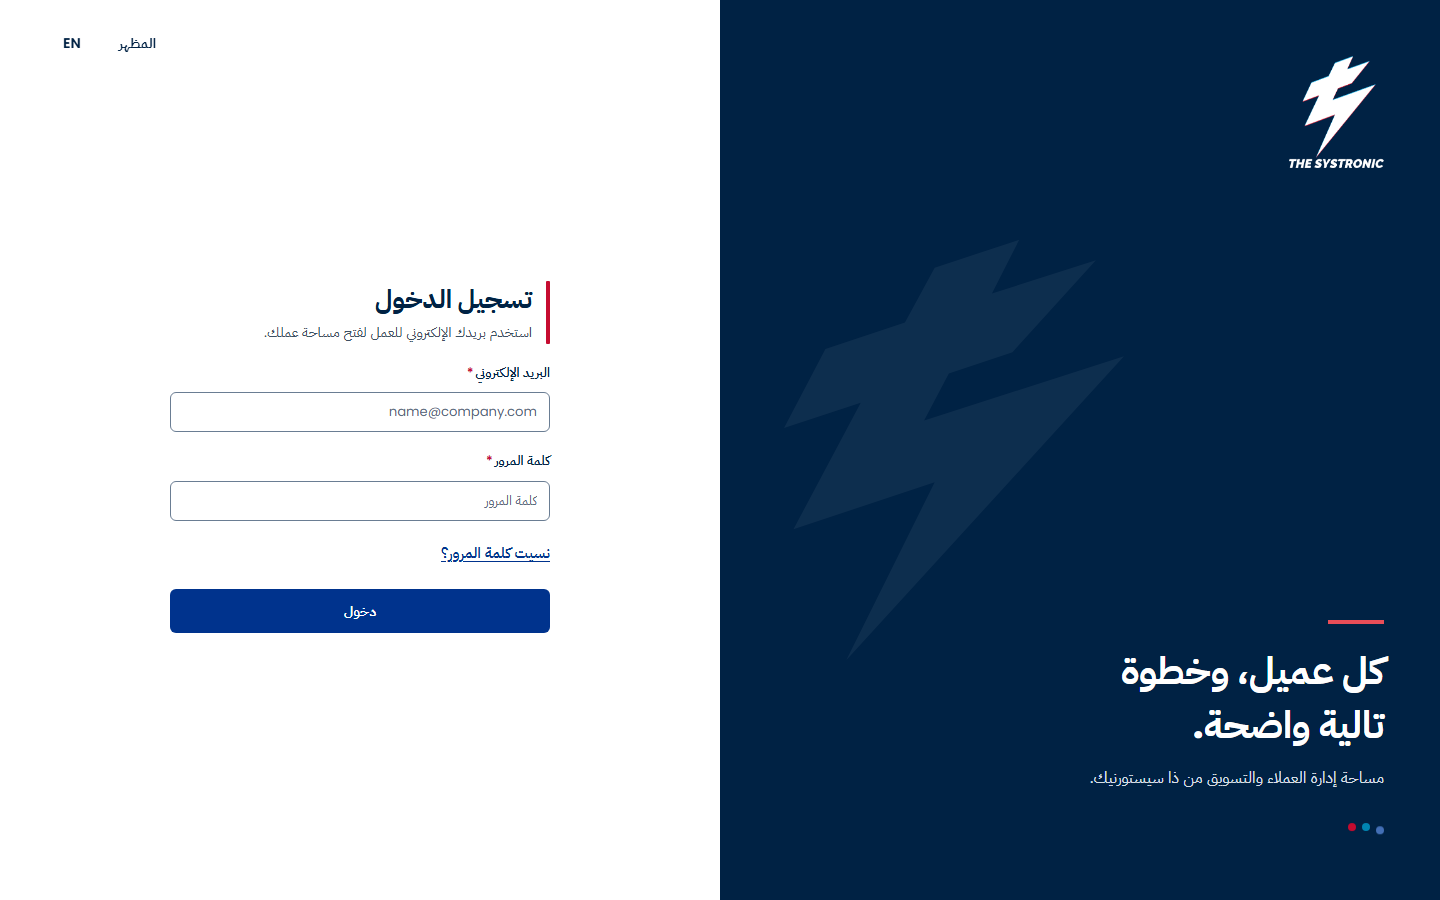 THE SYSTRONIC
كل عميل، وخطوة
تالية واضحة.
مساحة إدارة العملاء والتسويق من ذا سيستورنيك.
المظهر
EN
تسجيل الدخول
استخدم بريدك الإلكتروني للعمل لفتح مساحة عملك.
البريد الإلكتروني *
name@company.com
كلمة المرور *
كلمة المرور
نسيت كلمة المرور؟
دخول